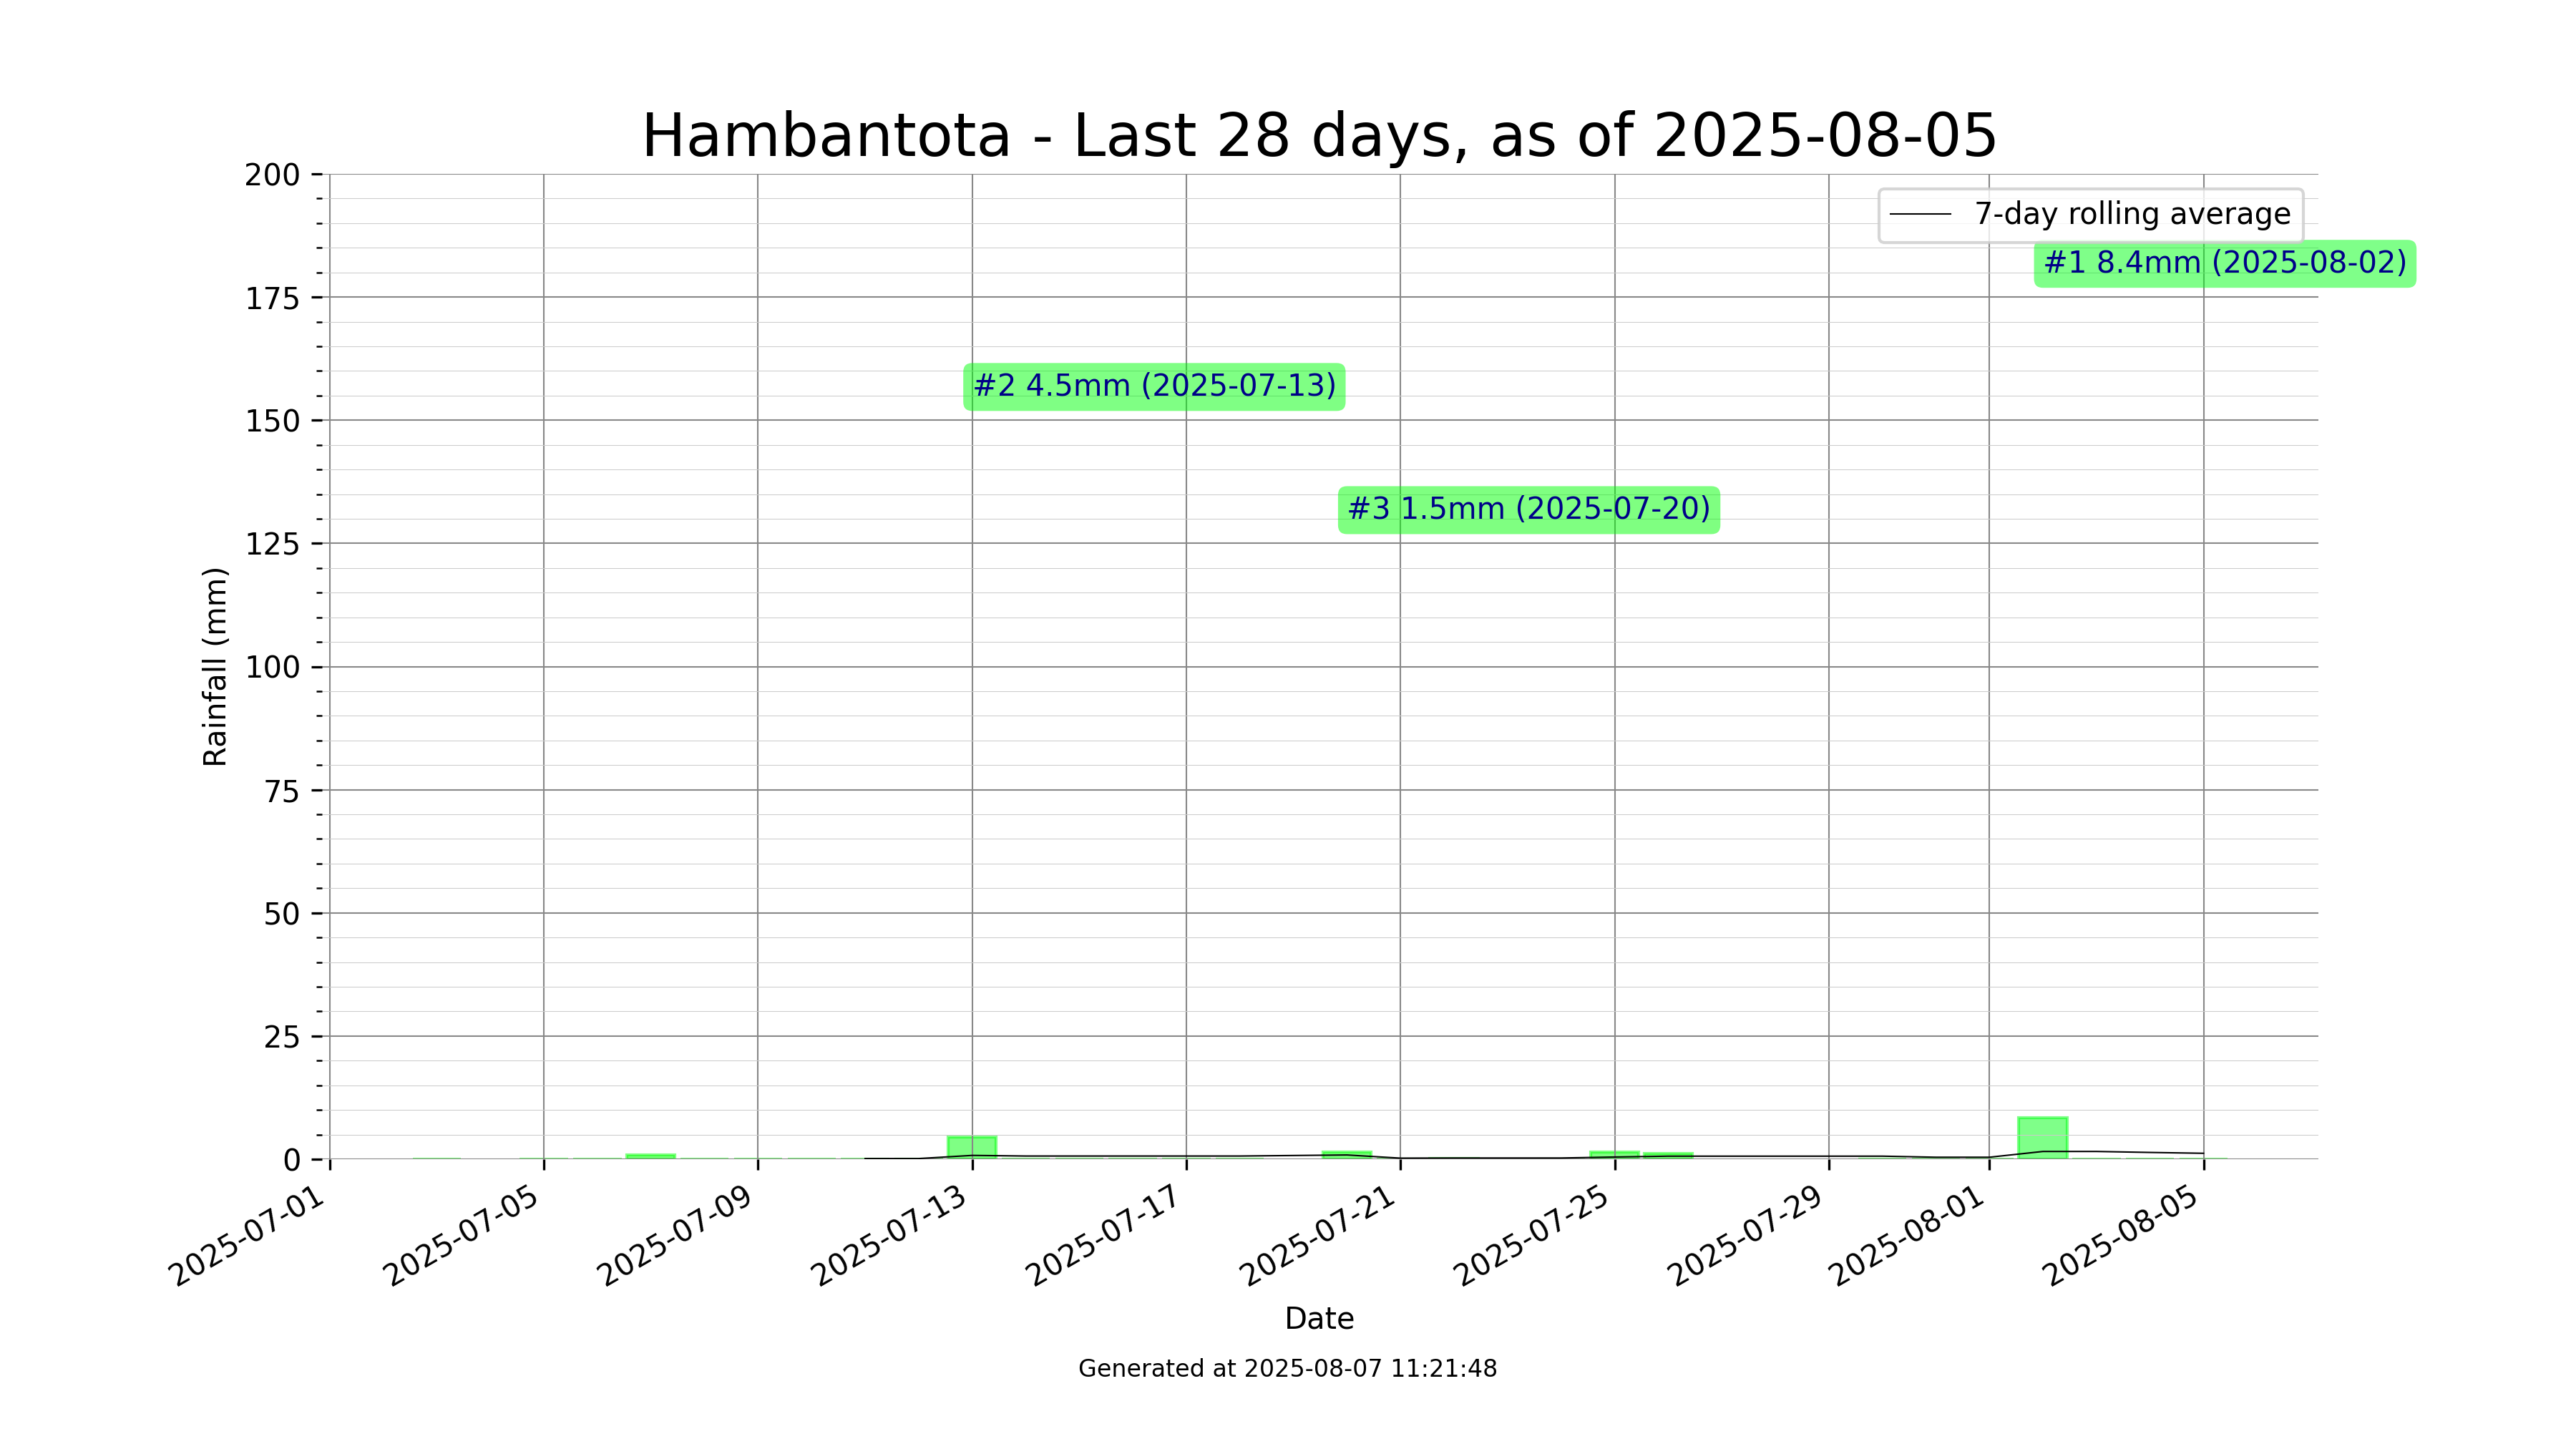 Hambantota - Last 28 days, as of 2025-08-05
7-day rolling average
#1 8.4mm (2025-08-02)
#2 4.5mm (2025-07-13)
#3 1.5mm (2025-07-20)
Rainfall (mm)
200
175
150
125
100
75
50
25
0
2025-07-01
2025-07-05
2025-07-09
2025-07-13
2025-07-17
2025-07-21
2025-07-25
2025-07-29
2025-08-01
2025-08-05
Date
Generated at 2025-08-07 11:21:48